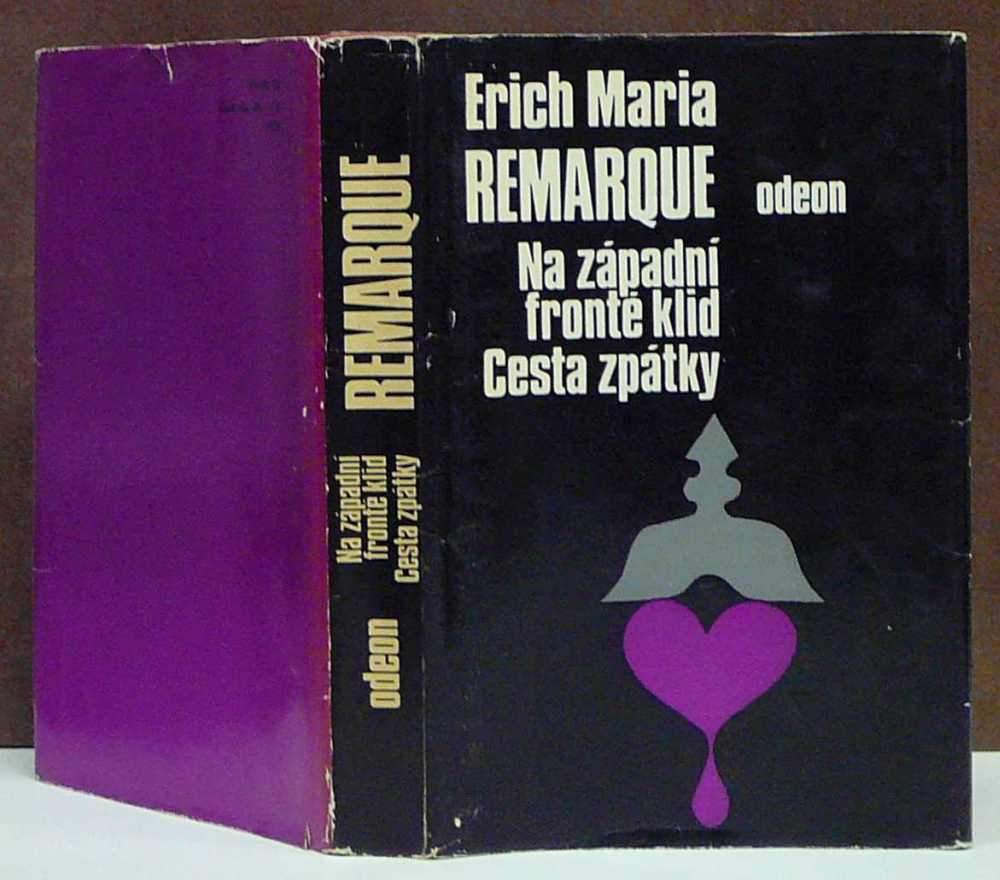 Erich Maria
REMARQUE
odeon
Na západní
frontě klid
Cesta zpátky
REMARQUE
Na západní
frontě klid
Cesta zpátky
odeon